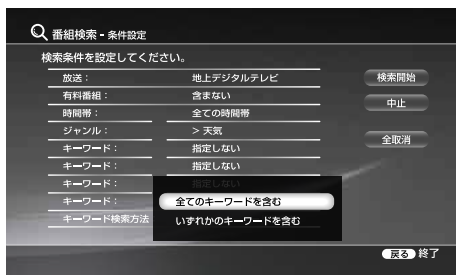 番組検索 - 条件設定
検索条件を設定してください。
放送： 地上デジタルテレビ 検索開始
有料番組： 含まない 中止
時間帯： 全ての時間帯
ジャンル： > 天気 全取消
キーワード： 指定しない
キーワード： 指定しない
キーワード： 指定しない
キーワード： 全てのキーワードを含む
キーワード検索方法 いずれかのキーワードを含む
戻る 終了